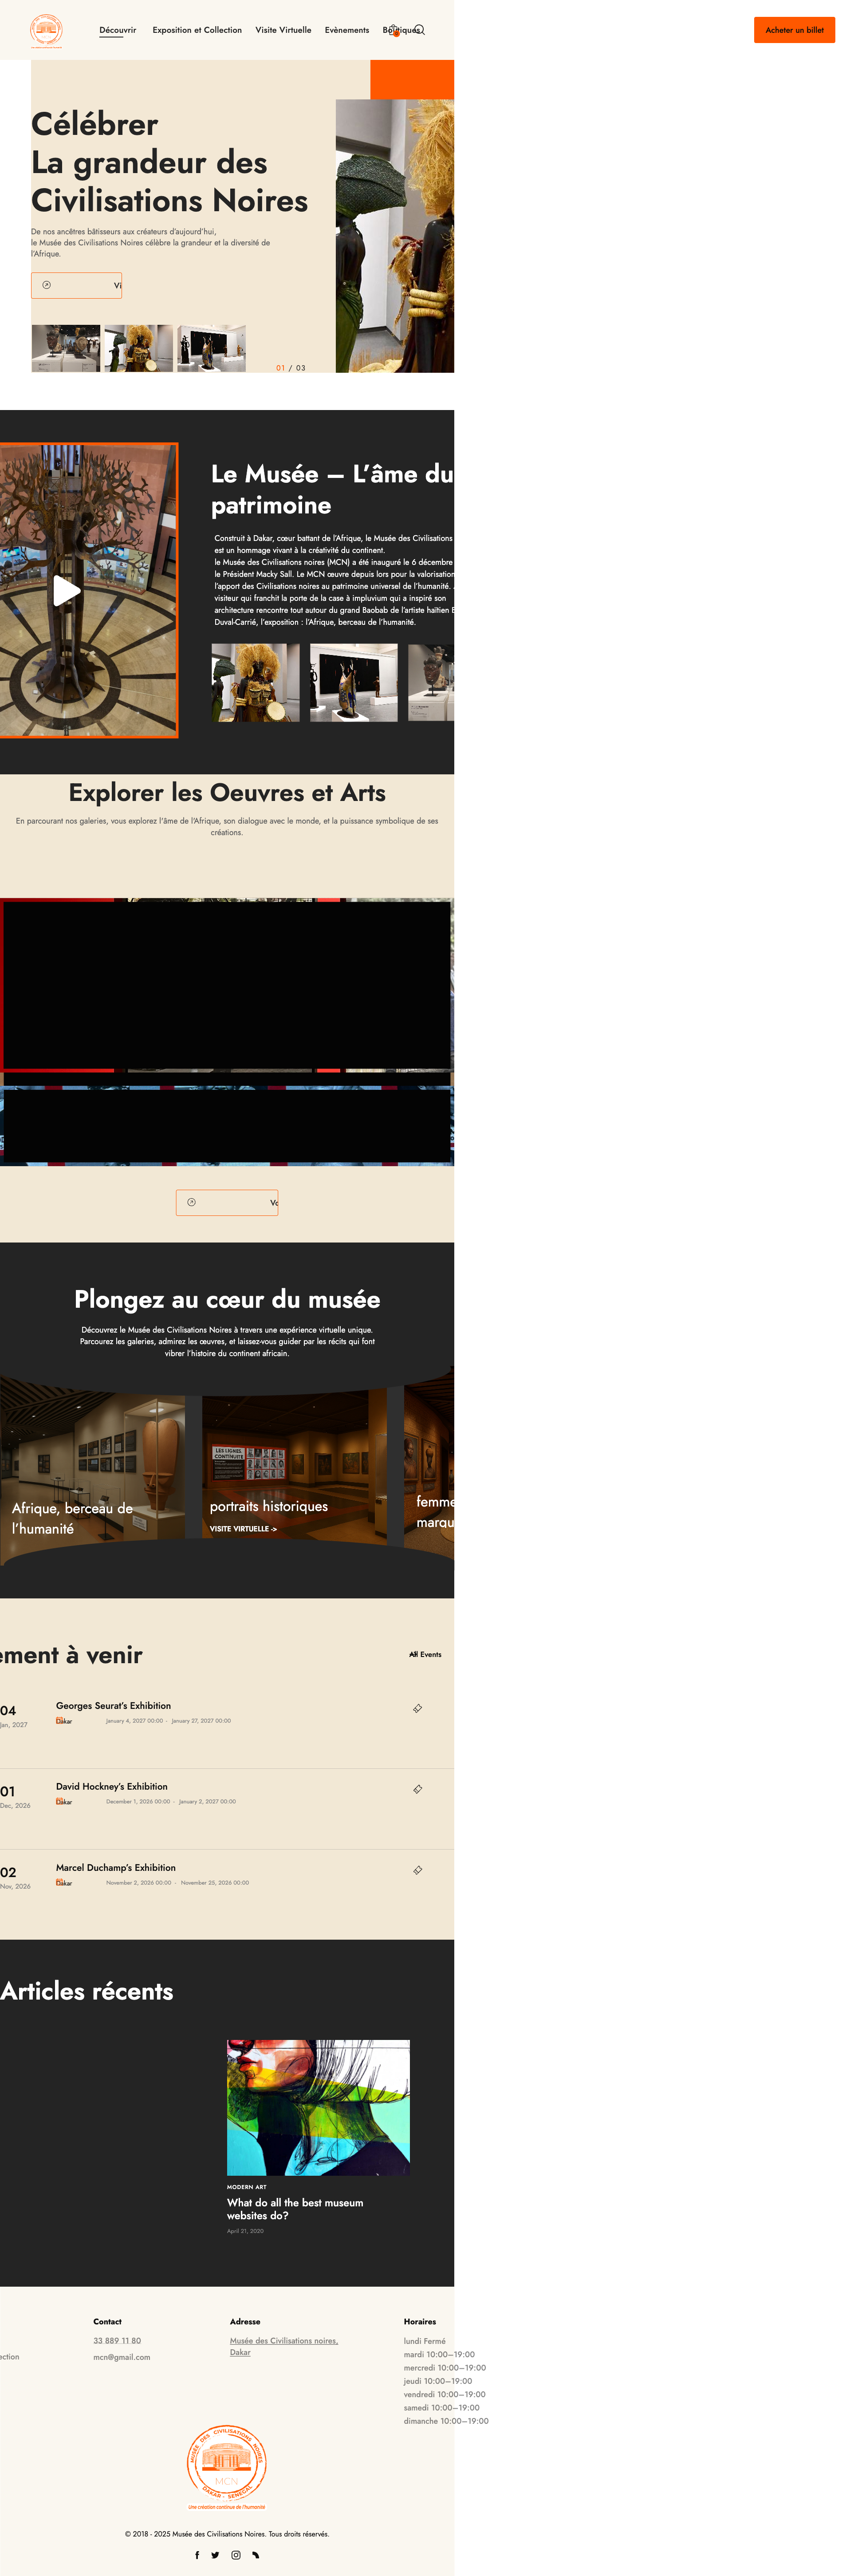 Découvrir Exposition et Collection Visite Virtuelle Evènements Boutiques
Acheter un billet
Célébrer
La grandeur des
Civilisations Noires
De nos ancêtres bâtisseurs aux créateurs d'aujourd'hui,
le Musée des Civilisations Noires célèbre la grandeur et la diversité de
l'Afrique.
Vi
01 / 03
Le Musée – L'âme du
patrimoine
Construit à Dakar, cœur battant de l'Afrique, le Musée des Civilisations
est un hommage vivant à la créativité du continent.
le Musée des Civilisations noires (MCN) a été inauguré le 6 décembre
le Président Macky Sall. Le MCN œuvre depuis lors pour la valorisation
l'apport des Civilisations noires au patrimoine universel de l'humanité.
visiteur qui franchit la porte de la case à impluvium qui a inspiré son
architecture rencontre tout autour du grand Baobab de l'artiste haïtien
Duval-Carrié, l'exposition : l'Afrique, berceau de l'humanité.
Explorer les Oeuvres et Arts
En parcourant nos galeries, vous explorez l'âme de l'Afrique, son dialogue avec le monde, et la puissance symbolique de ses
créations.
Vo
Plongez au cœur du musée
Découvrez le Musée des Civilisations Noires à travers une expérience virtuelle unique.
Parcourez les galeries, admirez les œuvres, et laissez-vous guider par les récits qui font
vibrer l'histoire du continent africain.
LES LIGNES
CONTINUITÉ
Afrique, berceau de
l'humanité
portraits historiques
VISITE VIRTUELLE ->
femme
marqu
ement à venir
All Events
04
Jan, 2027
Georges Seurat's Exhibition
Dakar
January 4, 2027 00:00 - January 27, 2027 00:00
01
Dec, 2026
David Hockney's Exhibition
Dakar
December 1, 2026 00:00 - January 2, 2027 00:00
02
Nov, 2026
Marcel Duchamp's Exhibition
Dakar
November 2, 2026 00:00 - November 25, 2026 00:00
Articles récents
MODERN ART
What do all the best museum
websites do?
April 21, 2020
ection
Contact
33 889 11 80
mcn@gmail.com
Adresse
Musée des Civilisations noires,
Dakar
Horaires
lundi Fermé
mardi 10:00–19:00
mercredi 10:00–19:00
jeudi 10:00–19:00
vendredi 10:00–19:00
samedi 10:00–19:00
dimanche 10:00–19:00
MUSÉE DES CIVILISATIONS NOIRES
MCN
DAKAR - SENEGAL
Une création continue de l'humanité
© 2018 - 2025 Musée des Civilisations Noires. Tous droits réservés.